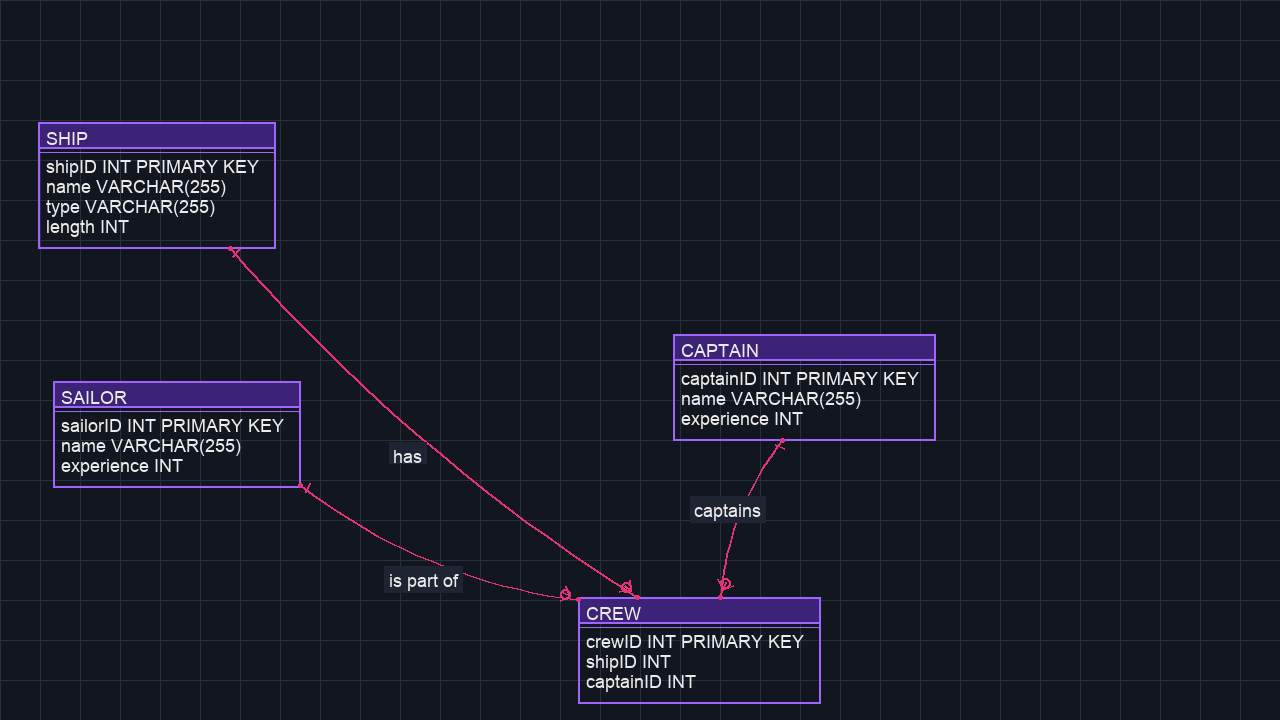 SHIP
shipID INT PRIMARY KEY
name VARCHAR(255)
type VARCHAR(255)
length INT
CAPTAIN
captainID INT PRIMARY KEY
name VARCHAR(255)
experience INT
SAILOR
sailorID INT PRIMARY KEY
name VARCHAR(255)
experience INT
has
captains
is part of
CREW
crewID INT PRIMARY KEY
shipID INT
captainID INT